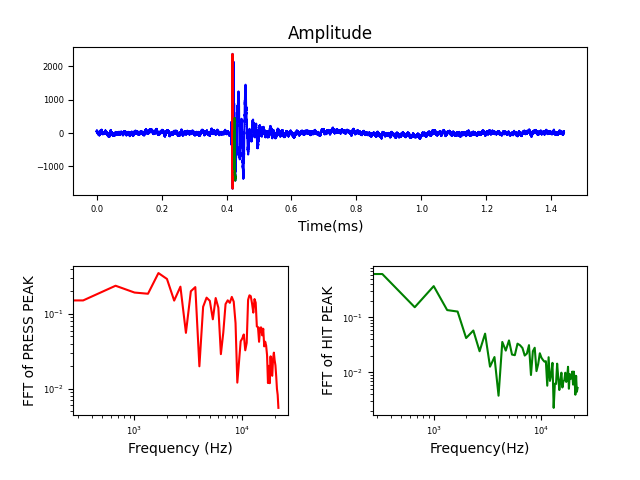 Amplitude
2000
1000
0
−1000
0.0 0.2 0.4 0.6 0.8 1.0 1.2 1.4
Time(ms)
FFT of PRESS PEAK
10⁻¹
10⁻²
10³ 10⁴
Frequency (Hz)
FFT of HIT PEAK
10⁻¹
10⁻²
10³ 10⁴
Frequency(Hz)